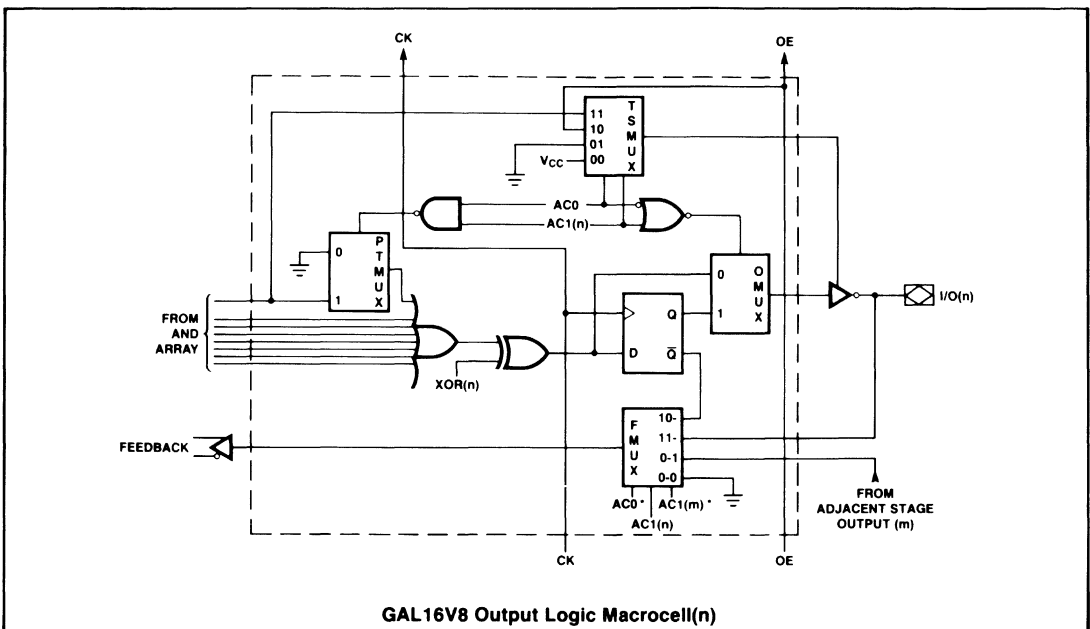 CK
OE
T
S
M
U
X
11
10
01
00
VCC
AC0
AC1(n)
P
T
M
U
X
0
1
O
M
U
X
0
1
I/O(n)
FROM
AND
ARRAY
XOR(n)
Q
D
Q
F
M
U
X
10-
11-
0-1
0-0
FEEDBACK
AC0*
AC1(m)*
AC1(n)
FROM
ADJACENT STAGE
OUTPUT (m)
CK
OE
GAL16V8 Output Logic Macrocell(n)